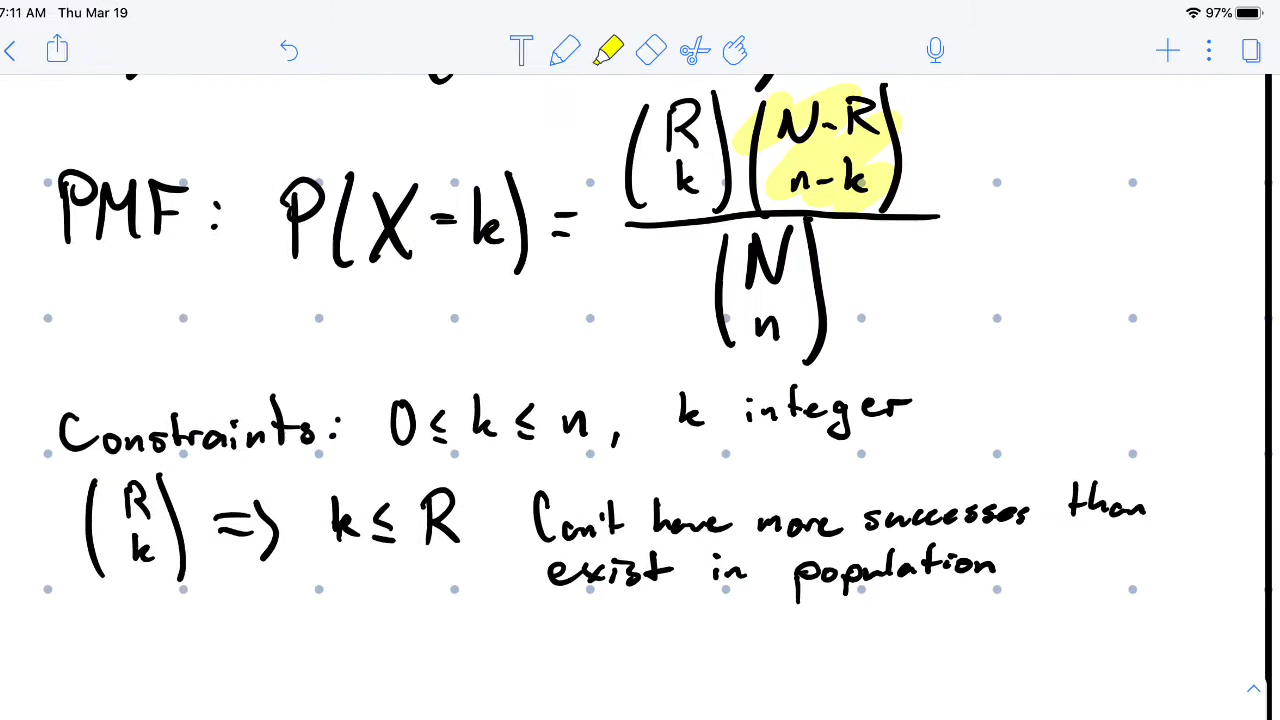 7:11 AM Thu Mar 19 97%
T
PMF: P(X=k) = (R k)(N-R n-k) / (N n)
Constraints: 0 ≤ k ≤ n, k integer
(R k) => k ≤ R Can't have more successes than
exist in population